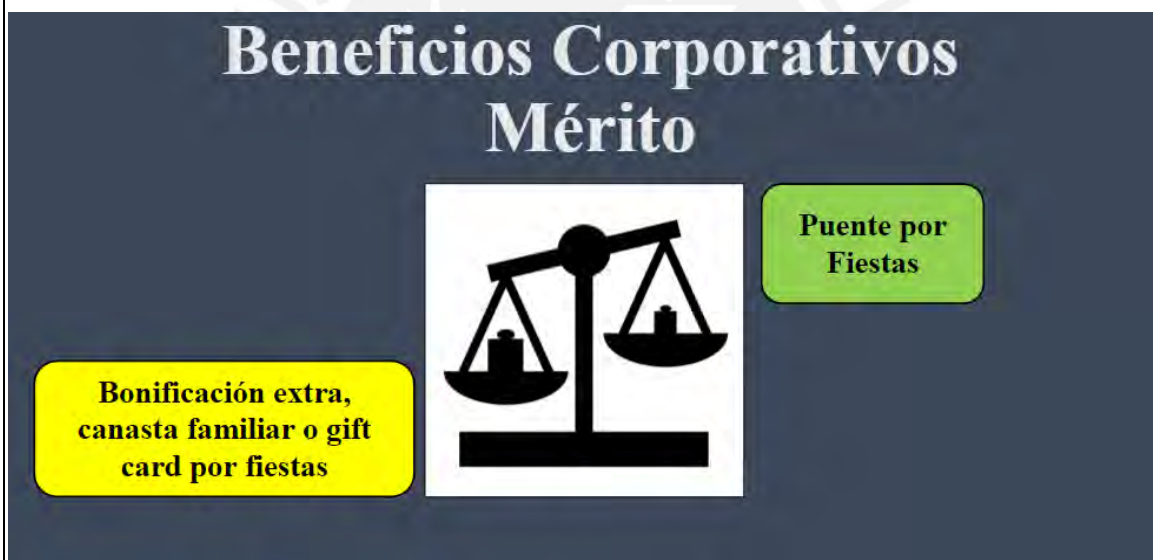 Beneficios Corporativos
Mérito
Puente por
Fiestas
Bonificación extra,
canasta familiar o gift
card por fiestas